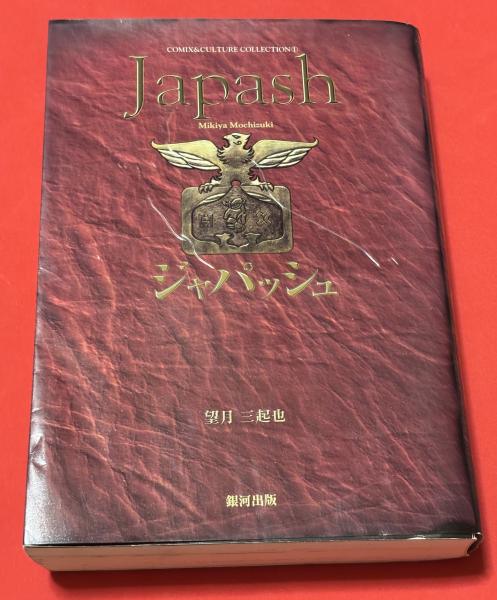 COMIX&CULTURE COLLECTION①
Japash
Mikiya Mochizuki
ジャパッシュ
望月 三起也
銀河出版